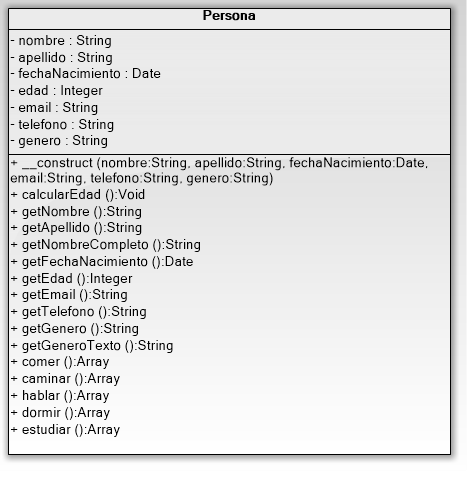 Persona
- nombre : String
- apellido : String
- fechaNacimiento : Date
- edad : Integer
- email : String
- telefono : String
- genero : String
+ __construct (nombre:String, apellido:String, fechaNacimiento:Date,
email:String, telefono:String, genero:String)
+ calcularEdad ():Void
+ getNombre ():String
+ getApellido ():String
+ getNombreCompleto ():String
+ getFechaNacimiento ():Date
+ getEdad ():Integer
+ getEmail ():String
+ getTelefono ():String
+ getGenero ():String
+ getGeneroTexto ():String
+ comer ():Array
+ caminar ():Array
+ hablar ():Array
+ dormir ():Array
+ estudiar ():Array